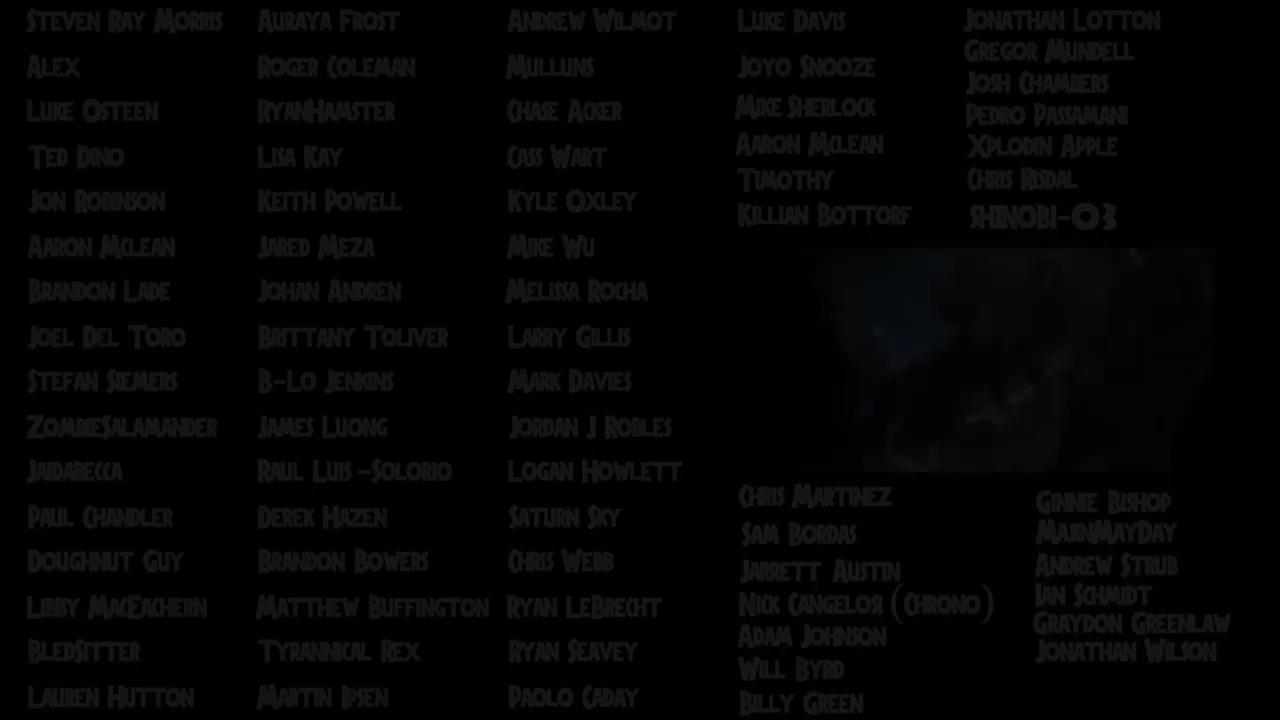 Steven Ray Morris
Alex
Luke Osteen
Ted Dino
Jon Robinson
Aaron Mclean
Brandon Lade
Joel Del Toro
Stefan Siemers
ZombieSalamander
Jaidabecca
Paul Chandler
Doughnut Guy
Libby MacEachern
BledSitter
Lauren Hutton
Auraya Frost
Roger Coleman
RyanHamster
Lisa Kay
Keith Powell
Jared Meza
Johan Andren
Brittany Toliver
B-Lo Jenkins
James Luong
Raul Luis -Solorio
Derek Hazen
Brandon Bowers
Matthew Buffington
Tyrannical Rex
Martin Ipsen
Andrew Wilmot
Mulluns
Chase Acker
Cass Wart
Kyle Oxley
Mike Wu
Melissa Rocha
Larry Gillis
Mark Davies
Jordan J Robles
Logan Howlett
Saturn Sky
Chris Webb
Ryan LeBrecht
Ryan Seavey
Paolo Caday
Luke Davis
Joyo Snooze
Mike Sherlock
Aaron Mclean
Timothy
Killian Bottorf
Jonathan Lotton
Gregor Mundell
Josh Chambers
Pedro Passamani
Xplodin Apple
Chris Risdal
SHINOBI-03
Chris Martinez
Sam Bordas
Jarrett Austin
Nick Cangelosi (Chrono)
Adam Johnson
Will Byrd
Billy Green
Ginnie Bishop
MajinMayDay
Andrew Strub
Ian Schmidt
Graydon Greenlaw
Jonathan Wilson